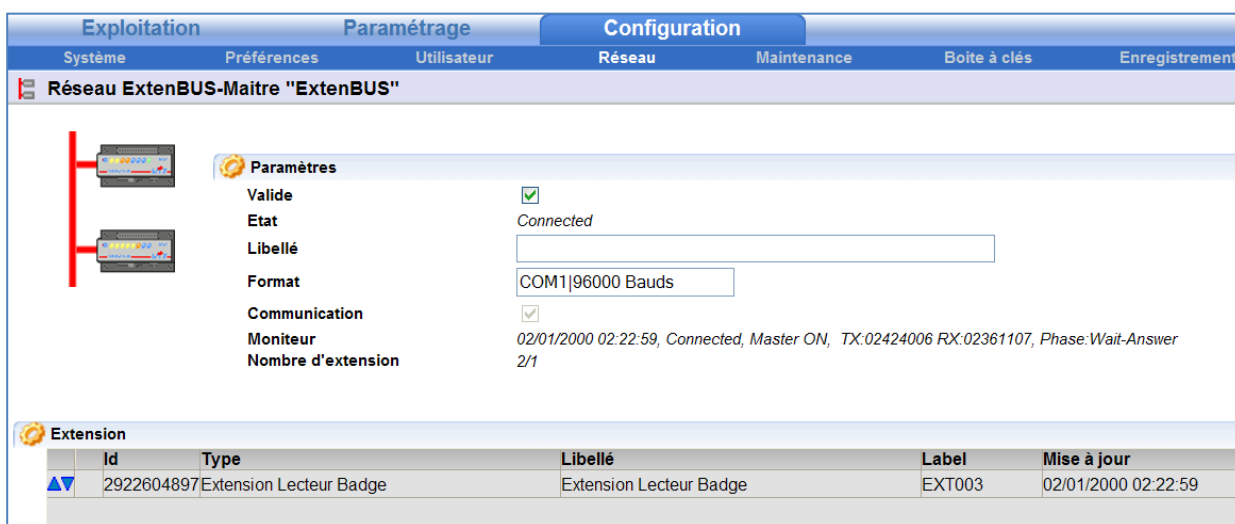 Exploitation Paramétrage Configuration
Système Préférences Utilisateur Réseau Maintenance Boite à clés Enregistrement
Réseau ExtenBUS-Maitre "ExtenBUS"
Paramètres
Valide
Etat Connected
Libellé
Format COM1|96000 Bauds
Communication
Moniteur 02/01/2000 02:22:59, Connected, Master ON, TX:02424006 RX:02361107, Phase:Wait-Answer
Nombre d'extension 2/1
Extension
Id Type Libellé Label Mise à jour
2922604897 Extension Lecteur Badge Extension Lecteur Badge EXT003 02/01/2000 02:22:59